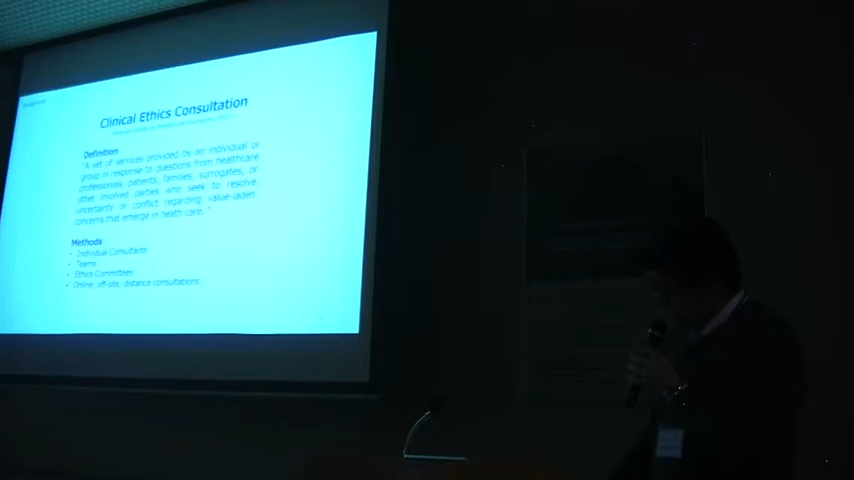 Clinical Ethics Consultation
Definition
"A set of services provided by an individual or
group in response to questions from healthcare
professionals, patients, families, surrogates, or
other involved parties who seek to resolve
uncertainty or conflict regarding value-laden
concerns that emerge in heath care. "
Methods
• Individual Consultants
• Teams
• Ethics Committees
• Online, off-site, distance consultations